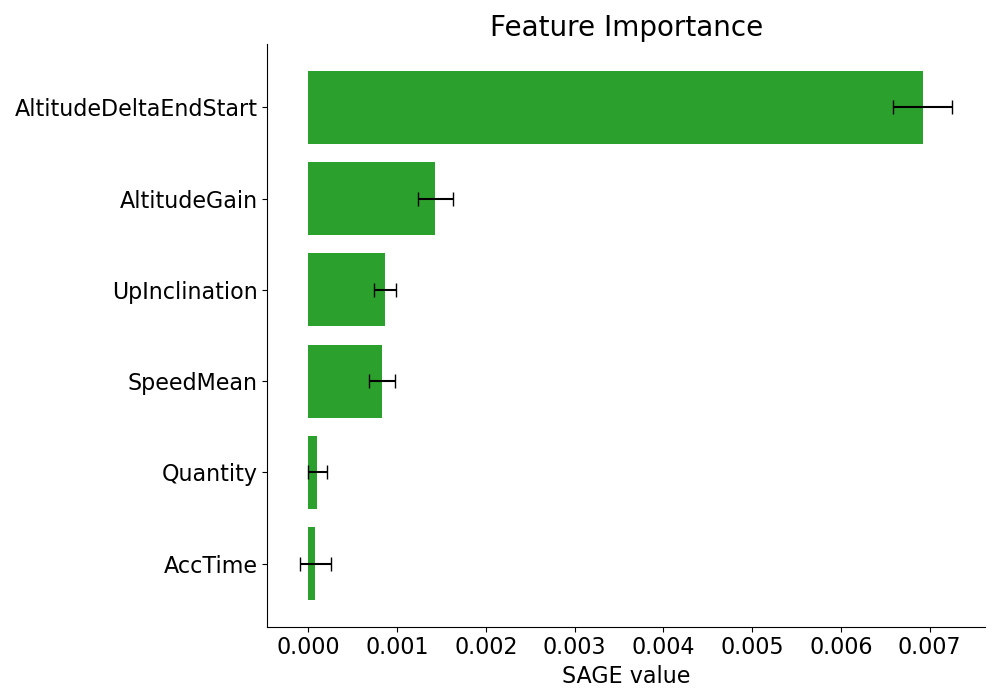 Feature Importance
AltitudeDeltaEndStart
AltitudeGain
UpInclination
SpeedMean
Quantity
AccTime
0.000 0.001 0.002 0.003 0.004 0.005 0.006 0.007
SAGE value